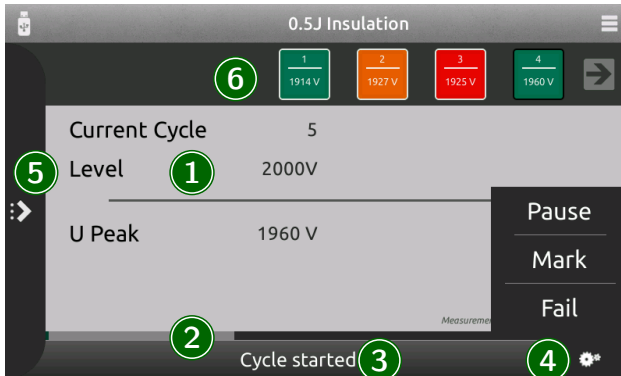 0.5J Insulation
6
1
1914 V
2
1927 V
3
1925 V
4
1960 V
Current Cycle 5
5
Level 1 2000V
U Peak 1960 V
Pause
Mark
Fail
2
Cycle started 3
4